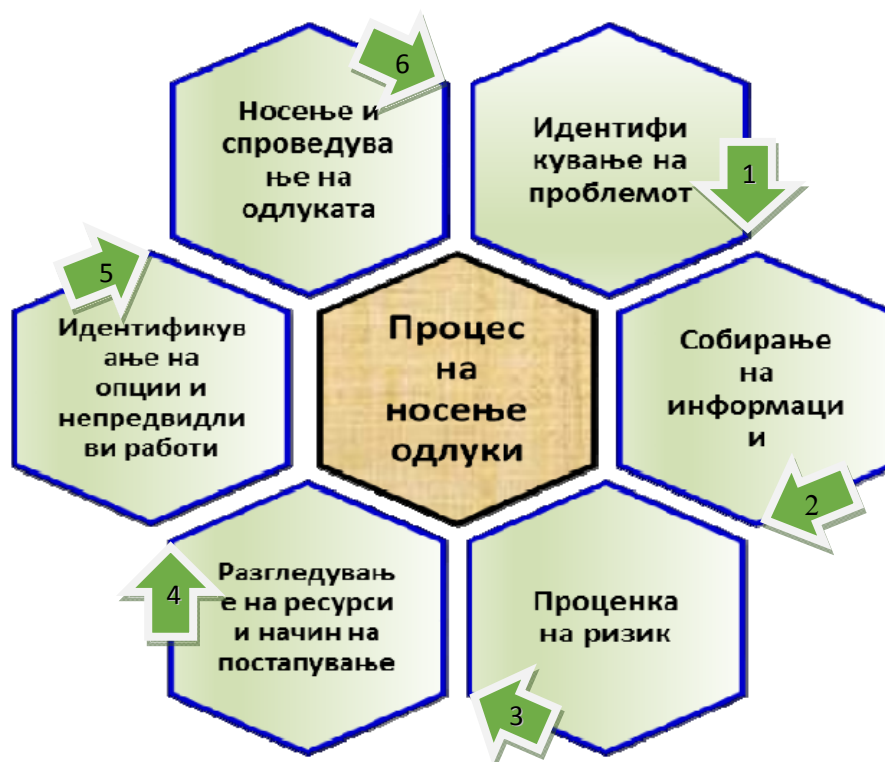 6
Носење и
спроведува
ње на
одлуката
Идентифи
кување на
проблемот
1
5
Идентификув
ање на
опции и
непредвидли
ви работи
Процес
на
носење
одлуки
Собирање
на
информаци
и
2
4
Разгледувањ
е на ресурси
и начин на
постапување
Проценка
на ризик
3